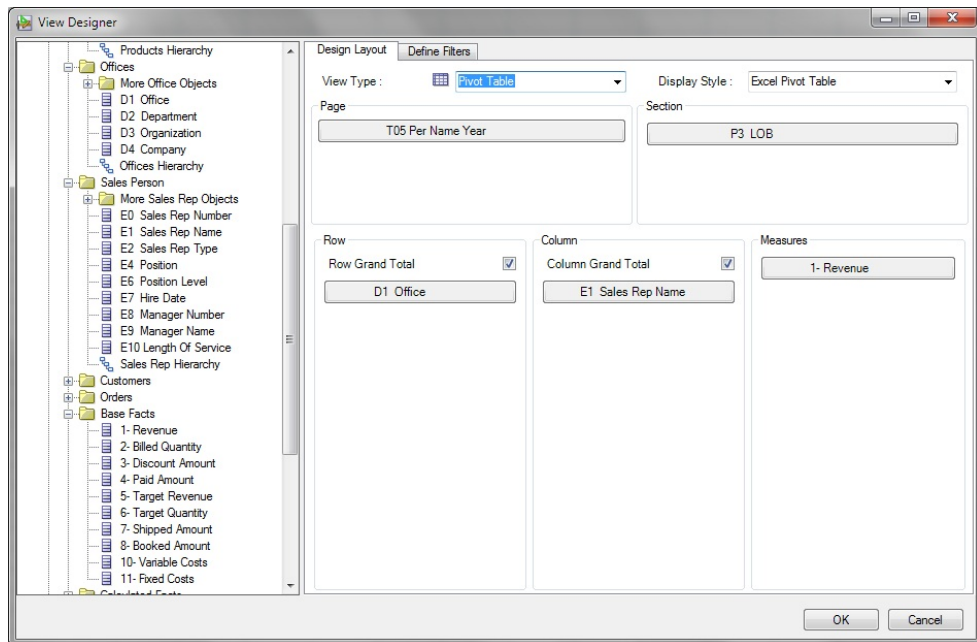 View Designer
Products Hierarchy
Offices
More Office Objects
D1 Office
D2 Department
D3 Organization
D4 Company
Offices Hierarchy
Sales Person
More Sales Rep Objects
E0 Sales Rep Number
E1 Sales Rep Name
E2 Sales Rep Type
E4 Position
E6 Position Level
E7 Hire Date
E8 Manager Number
E9 Manager Name
E10 Length Of Service
Sales Rep Hierarchy
Customers
Orders
Base Facts
1- Revenue
2- Billed Quantity
3- Discount Amount
4- Paid Amount
5- Target Revenue
6- Target Quantity
7- Shipped Amount
8- Booked Amount
10- Variable Costs
11- Fixed Costs
Calculated Facts
Design Layout
Define Filters
View Type :
Pivot Table
Display Style :
Excel Pivot Table
Page
T05 Per Name Year
Section
P3 LOB
Row
Row Grand Total
D1 Office
Column
Column Grand Total
E1 Sales Rep Name
Measures
1- Revenue
OK
Cancel